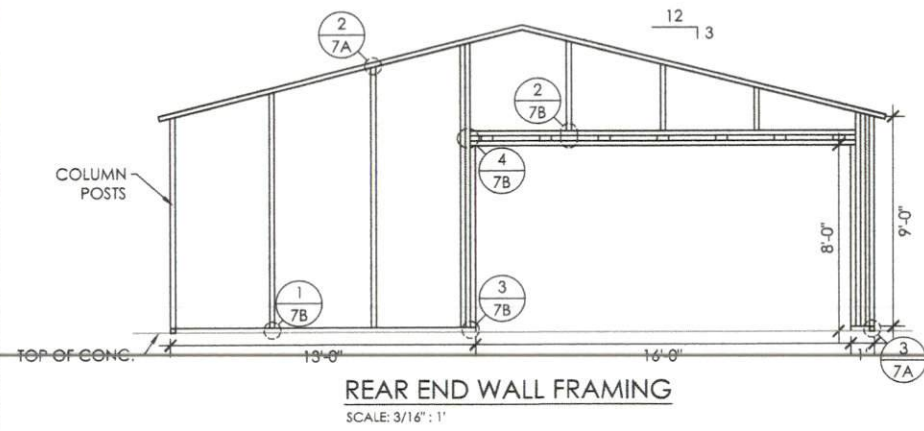 12
3
2
7A
2
7B
COLUMN
POSTS
4
7B
8'-0"
9'-0"
1
7B
3
7B
TOP OF CONC.
13'-0"
16'-0"
1'
3
7A
REAR END WALL FRAMING
SCALE: 3/16" : 1'